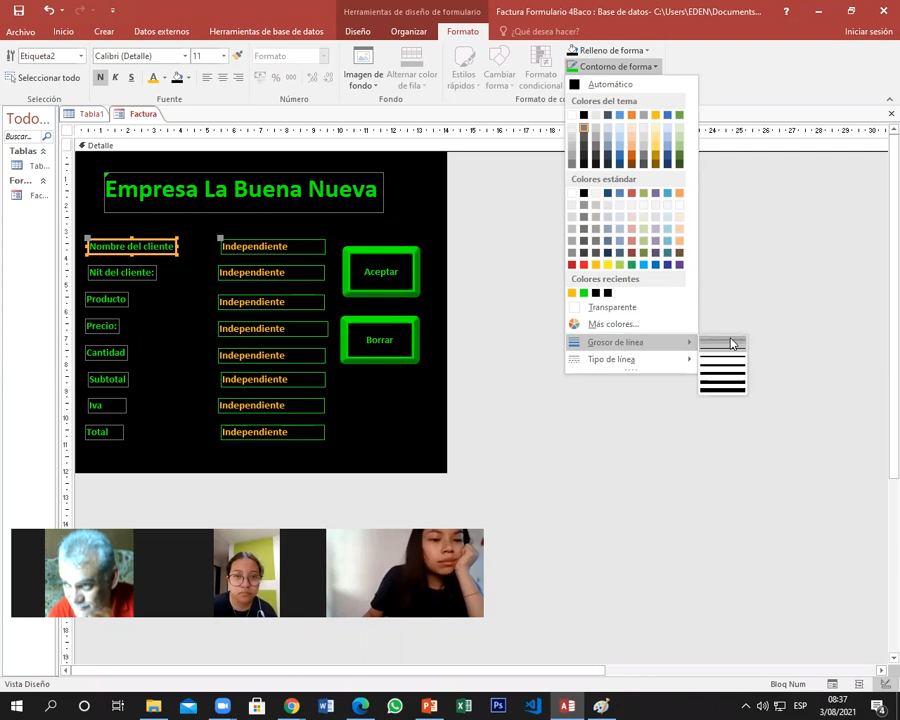 Herramientas de diseño de formulario
Factura Formulario 4Baco : Base de datos- C:\Users\EDEN\Documents...
?
Archivo
Inicio
Crear
Datos externos
Herramientas de base de datos
Diseño
Organizar
Formato
¿Qué desea hacer?
Iniciar sesión
Etiqueta2
Calibri (Detalle)
11
Formato
Relleno de forma
Seleccionar todo
N K S
%
Imagen de fondo
Alternar color de fila
Estilos rápidos
Cambiar forma
Formato condicional
Contorno de forma
Selección
Fuente
Número
Fondo
Automático
Colores del tema
Todo...
Tabla1
Factura
Buscar...
Tablas
Tab...
For...
Fac...
Detalle
Empresa La Buena Nueva
Nombre del cliente
Independiente
Nit del cliente:
Independiente
Aceptar
Producto
Independiente
Precio:
Independiente
Borrar
Cantidad
Independiente
Subtotal
Independiente
Iva
Independiente
Total
Independiente
Colores estándar
Colores recientes
Transparente
Más colores...
Grosor de línea
Tipo de línea
Vista Diseño
Bloq Num
ESP
08:37
3/08/2021
4